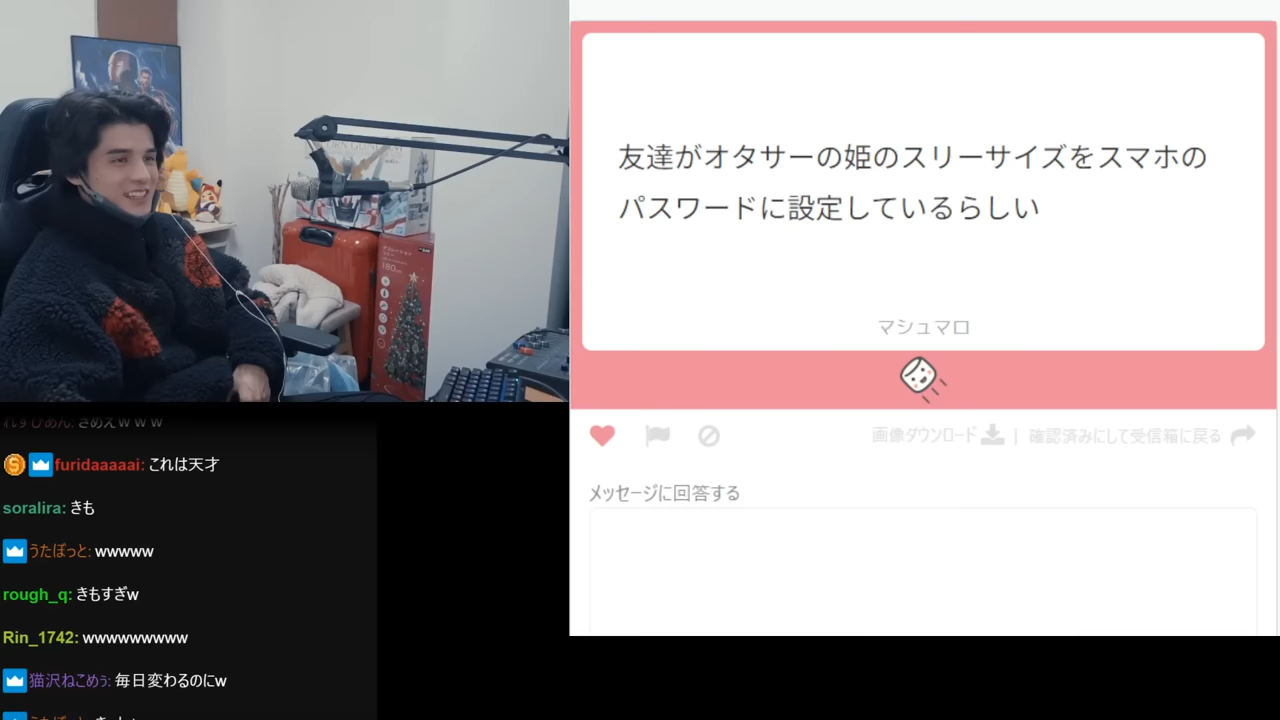 友達がオタサーの姫のスリーサイズをスマホの
パスワードに設定しているらしい
マシュマロ
画像ダウンロード | 確認済みにして受信箱に戻る
メッセージに回答する
180cm
furidaaaaai: これは天才
soralira: きも
うたぼっと: wwwww
rough_q: きもすぎw
Rin_1742: wwwwwwwww
猫沢ねこめぅ: 毎日変わるのにw